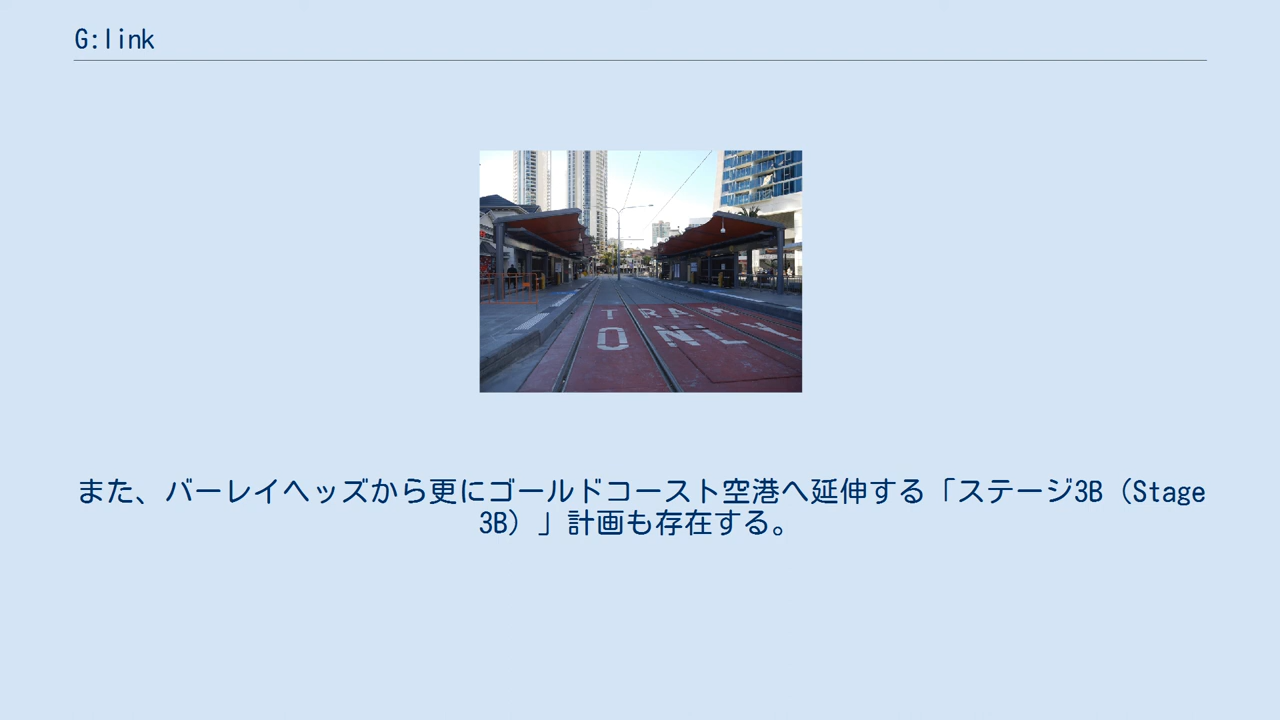 G:link
TRAM
ONLY
また、バーレイヘッズから更にゴールドコースト空港へ延伸する「ステージ3B（Stage
3B）」計画も存在する。